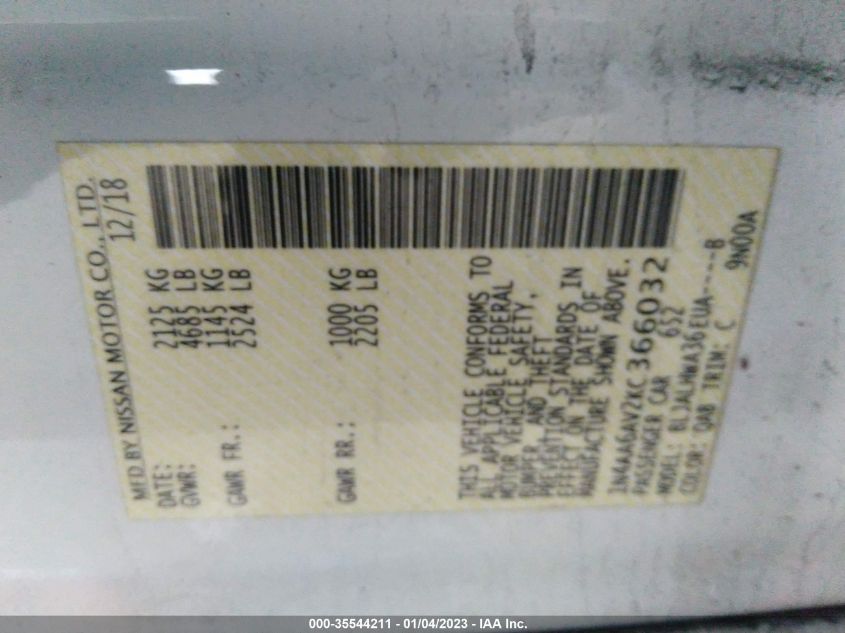 MFD BY NISSAN MOTOR CO., LTD.
DATE: 12/18
GVWR: 2125 KG
4685 LB
GAWR FR.: 1145 KG
2524 LB
GAWR RR.: 1000 KG
2205 LB
THIS VEHICLE CONFORMS TO
ALL APPLICABLE FEDERAL
MOTOR VEHICLE SAFETY,
BUMPER, AND THEFT
PREVENTION STANDARDS IN
EFFECT ON THE DATE OF
MANUFACTURE SHOWN ABOVE.
1N4AA6AV2KC366032
PASSENGER CAR 652
MODEL: BLJALHWA36EUA----B
COLOR: QAB TRIM: C 9N00A
000-35544211 - 01/04/2023 - IAA Inc.